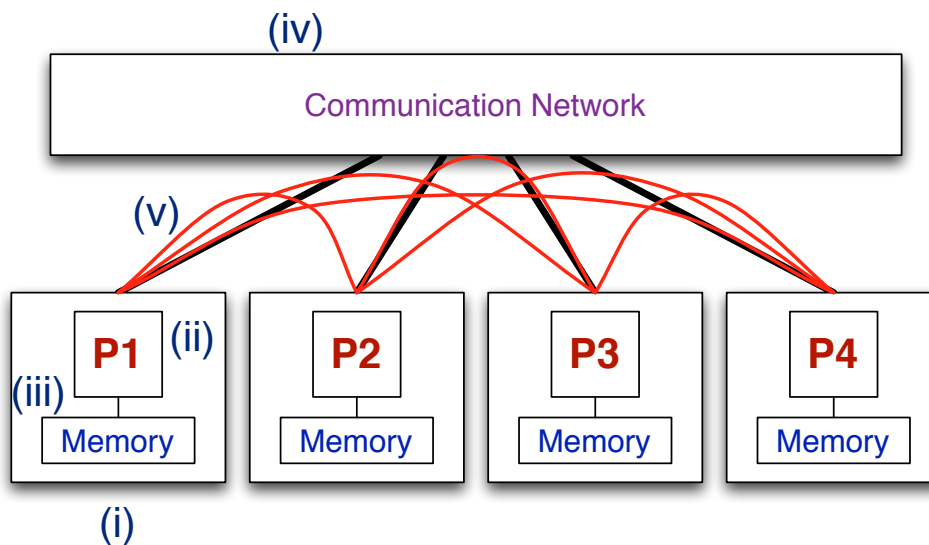 (iv)
Communication Network
(v)
P1
(ii)
P2
P3
P4
(iii)
Memory
Memory
Memory
Memory
(i)